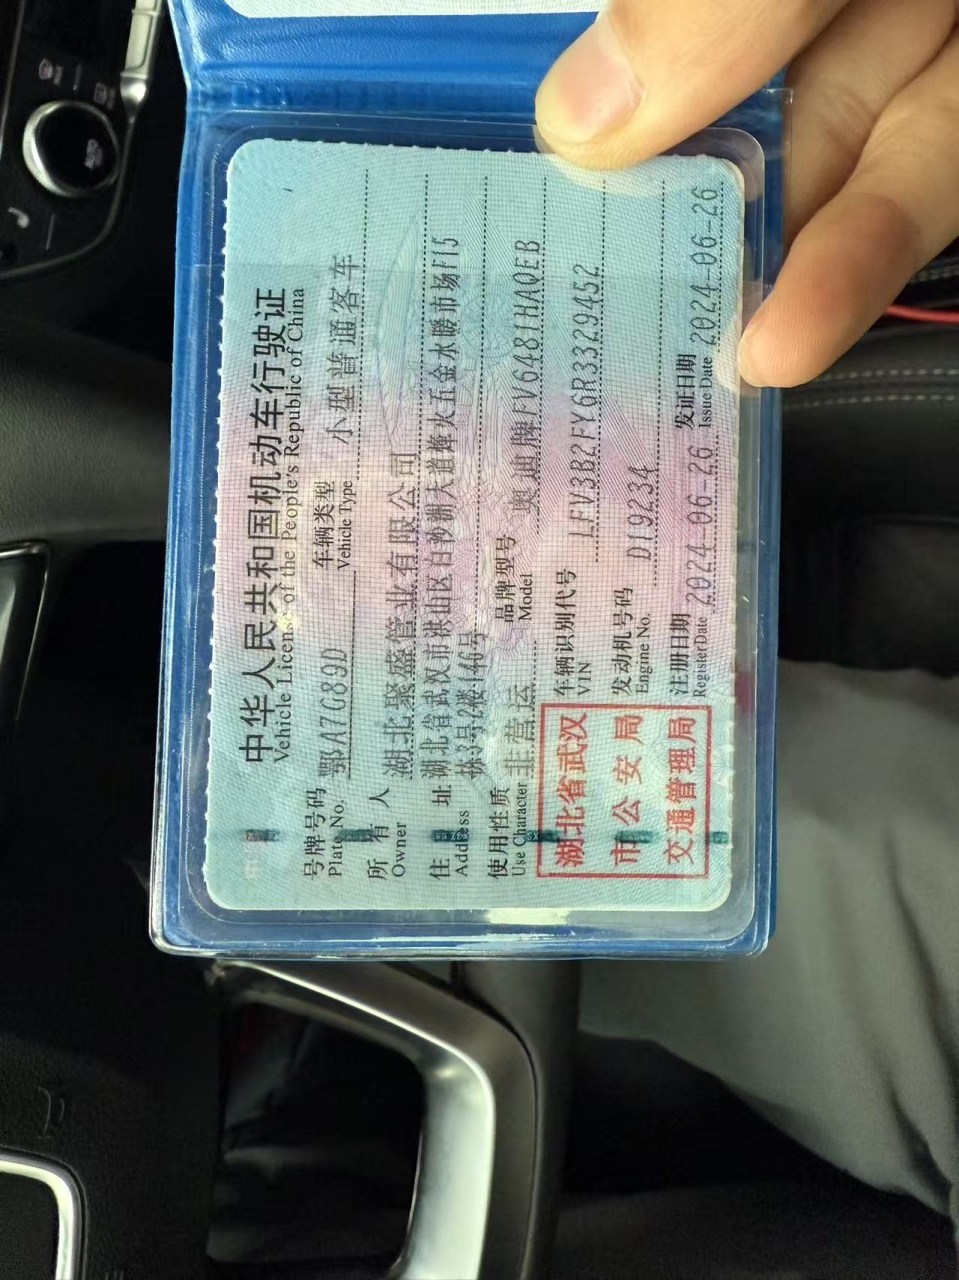 中华人民共和国机动车行驶证
Vehicle License of the People's Republic of China
号牌号码 鄂A7G89D 车辆类型 小型普通客车
Plate No. Vehicle Type
所有人 湖北聚盛管业有限公司
Owner
住址 湖北省武汉市洪山区白沙洲大道烽火五金水暖市场F15
Address 栋3号2楼146号
使用性质 非营运 品牌型号 奥迪牌FV6481HAQEB
Use Character Model
车辆识别代号 LFV3B2FY6R3329452
VIN
发动机号码 D19234
Engine No.
注册日期 2024-06-26 发证日期 2024-06-26
Register Date Issue Date
湖北省武汉
市公安局
交通管理局